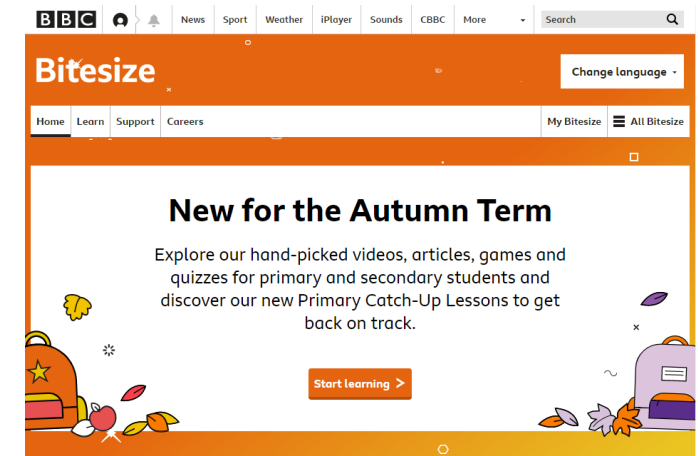 BBC News Sport Weather iPlayer Sounds CBBC More Search
Bitesize
Change language
Home Learn Support Careers My Bitesize All Bitesize
New for the Autumn Term
Explore our hand-picked videos, articles, games and
quizzes for primary and secondary students and
discover our new Primary Catch-Up Lessons to get
back on track.
Start learning >